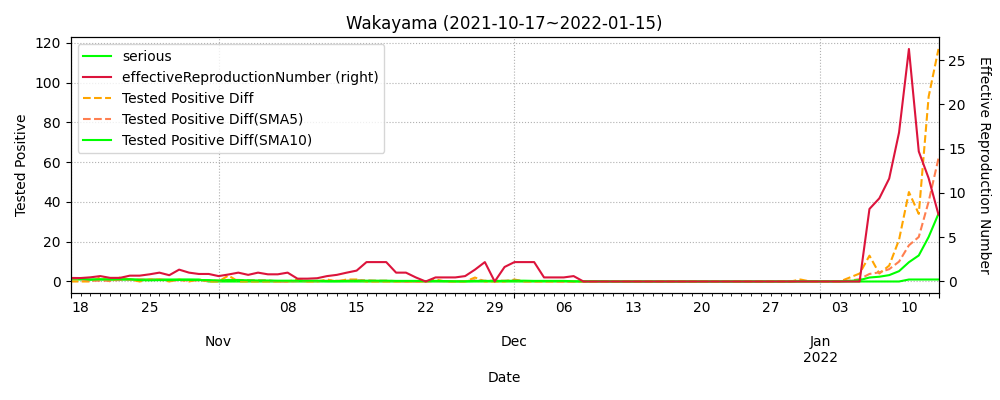 Wakayama (2021-10-17~2022-01-15)
serious
effectiveReproductionNumber (right)
Tested Positive Diff
Tested Positive Diff(SMA5)
Tested Positive Diff(SMA10)
Tested Positive
120
100
80
60
40
20
0
25
20
15
10
5
0
Effective Reproduction Number
18 25 08 15 22 29 06 13 20 27 03 10
Nov Dec Jan
2022
Date